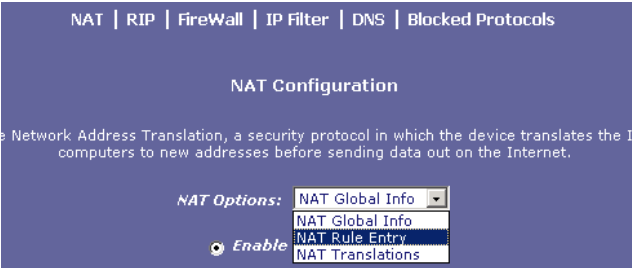 NAT | RIP | FireWall | IP Filter | DNS | Blocked Protocols
NAT Configuration
e Network Address Translation, a security protocol in which the device translates the I
computers to new addresses before sending data out on the Internet.
NAT Options: NAT Global Info
NAT Global Info
NAT Rule Entry
Enable
NAT Translations